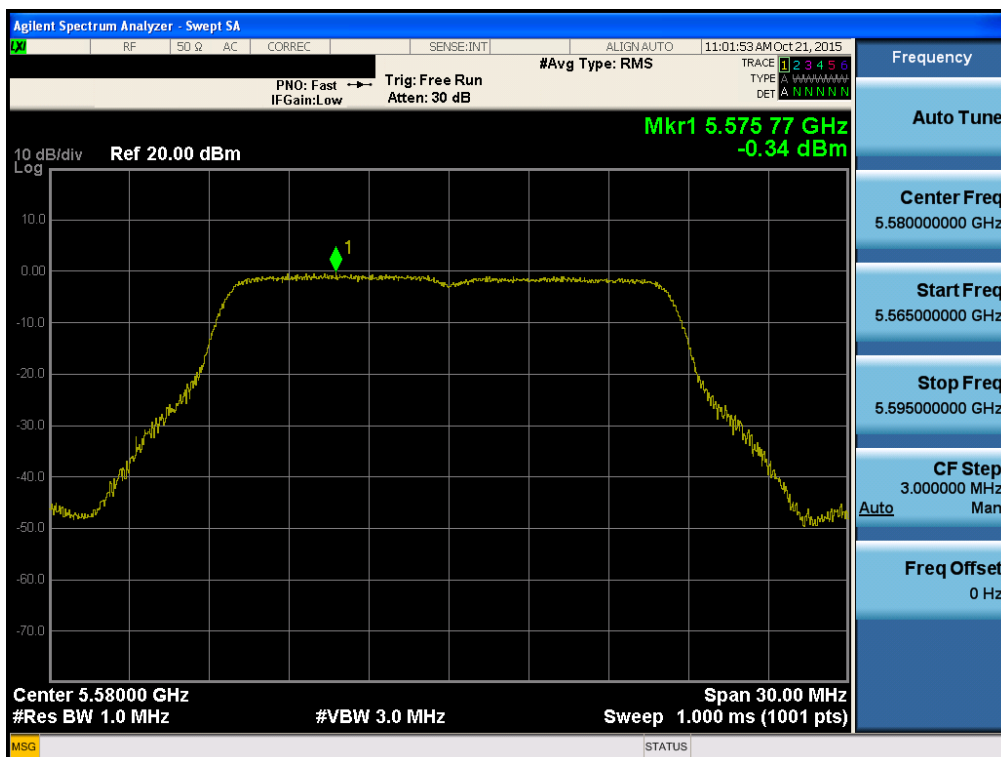 Agilent Spectrum Analyzer - Swept SA
LXI RF 50 Ω AC CORREC SENSE:INT ALIGN AUTO 11:01:53 AM Oct 21, 2015
#Avg Type: RMS
TRACE 1 2 3 4 5 6
PNO: Fast Trig: Free Run
TYPE A WWWWW
IFGain:Low Atten: 30 dB
DET A N N N N N
Mkr1 5.575 77 GHz
-0.34 dBm
10 dB/div Ref 20.00 dBm
Log
10.0
1
0.00
-10.0
-20.0
-30.0
-40.0
-50.0
-60.0
-70.0
Center 5.58000 GHz Span 30.00 MHz
#Res BW 1.0 MHz #VBW 3.0 MHz Sweep 1.000 ms (1001 pts)
MSG STATUS
Frequency
Auto Tune
Center Freq
5.580000000 GHz
Start Freq
5.565000000 GHz
Stop Freq
5.595000000 GHz
CF Step
3.000000 MHz
Auto Man
Freq Offset
0 Hz